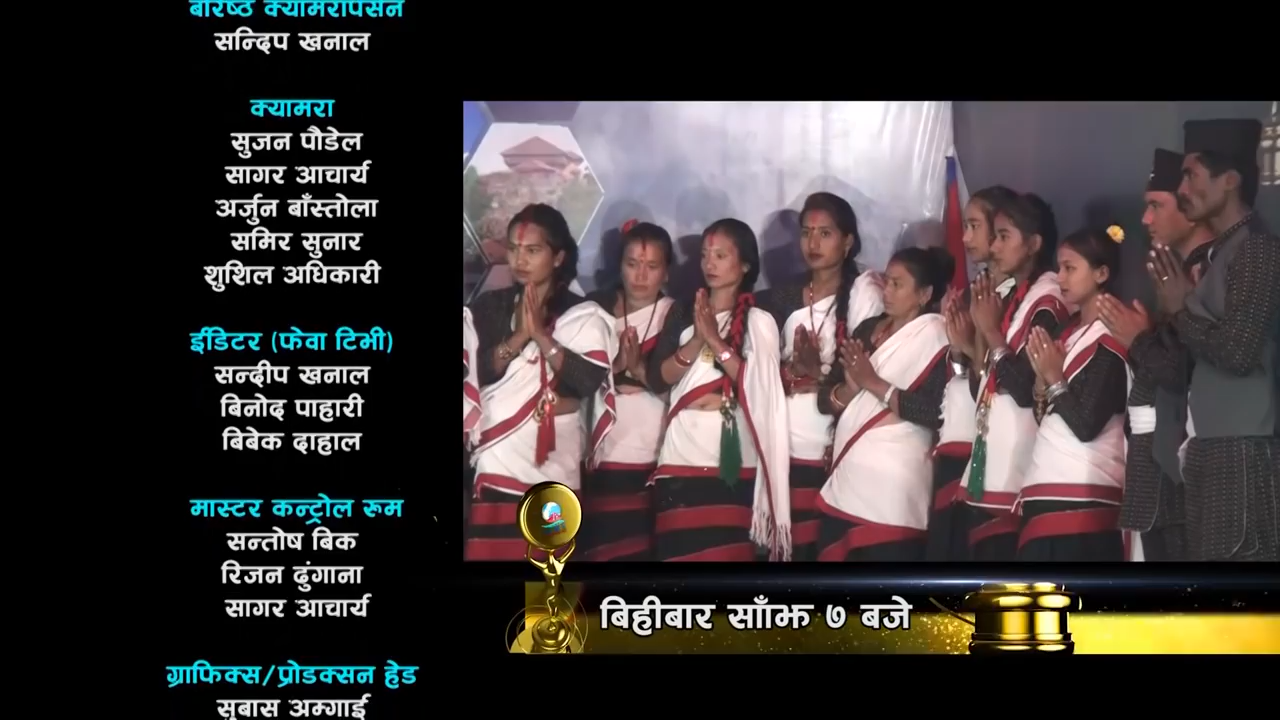 बरिष्ठ क्यामरापर्सन
सन्दिप खनाल
क्यामरा
सुजन पौडेल
सागर आचार्य
अर्जुन बाँस्तोला
समिर सुनार
शुशिल अधिकारी
ईडिटर (फेवा टिभी)
सन्दीप खनाल
बिनोद पाहारी
बिबेक दाहाल
मास्टर कन्ट्रोल रूम
सन्तोष बिक
रिजन ढुंगाना
सागर आचार्य
ग्राफिक्स/प्रोडक्सन हेड
सुबास अम्गाई
बिहीबार साँझ ७ बजे